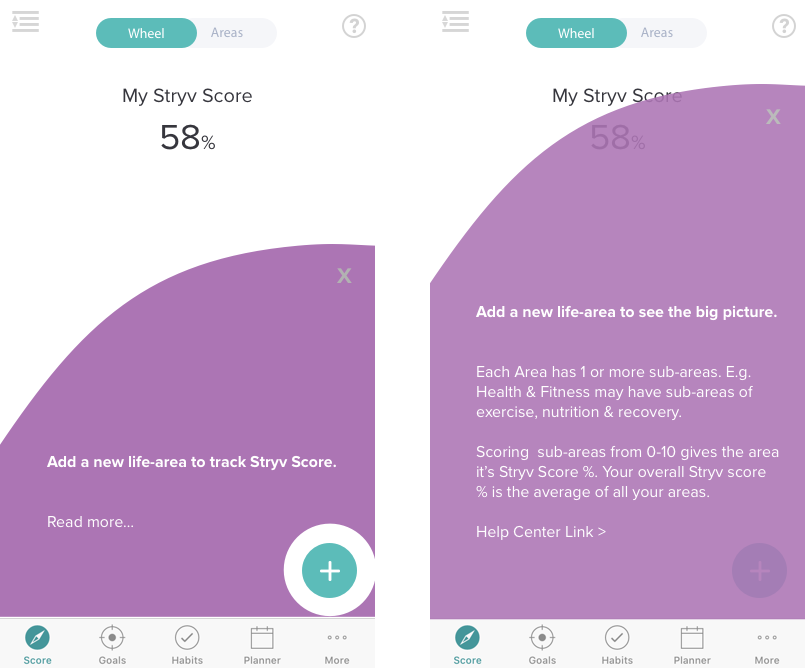 Wheel Areas
?
My Stryv Score
58%
X
Add a new life-area to track Stryv Score.
Read more...
Score Goals Habits Planner More
Wheel Areas
?
My Stryv Score
58%
X
Add a new life-area to see the big picture.
Each Area has 1 or more sub-areas. E.g.
Health & Fitness may have sub-areas of
exercise, nutrition & recovery.
Scoring  sub-areas from 0-10 gives the area
it's Stryv Score %. Your overall Stryv score
% is the average of all your areas.
Help Center Link >
Score Goals Habits Planner More